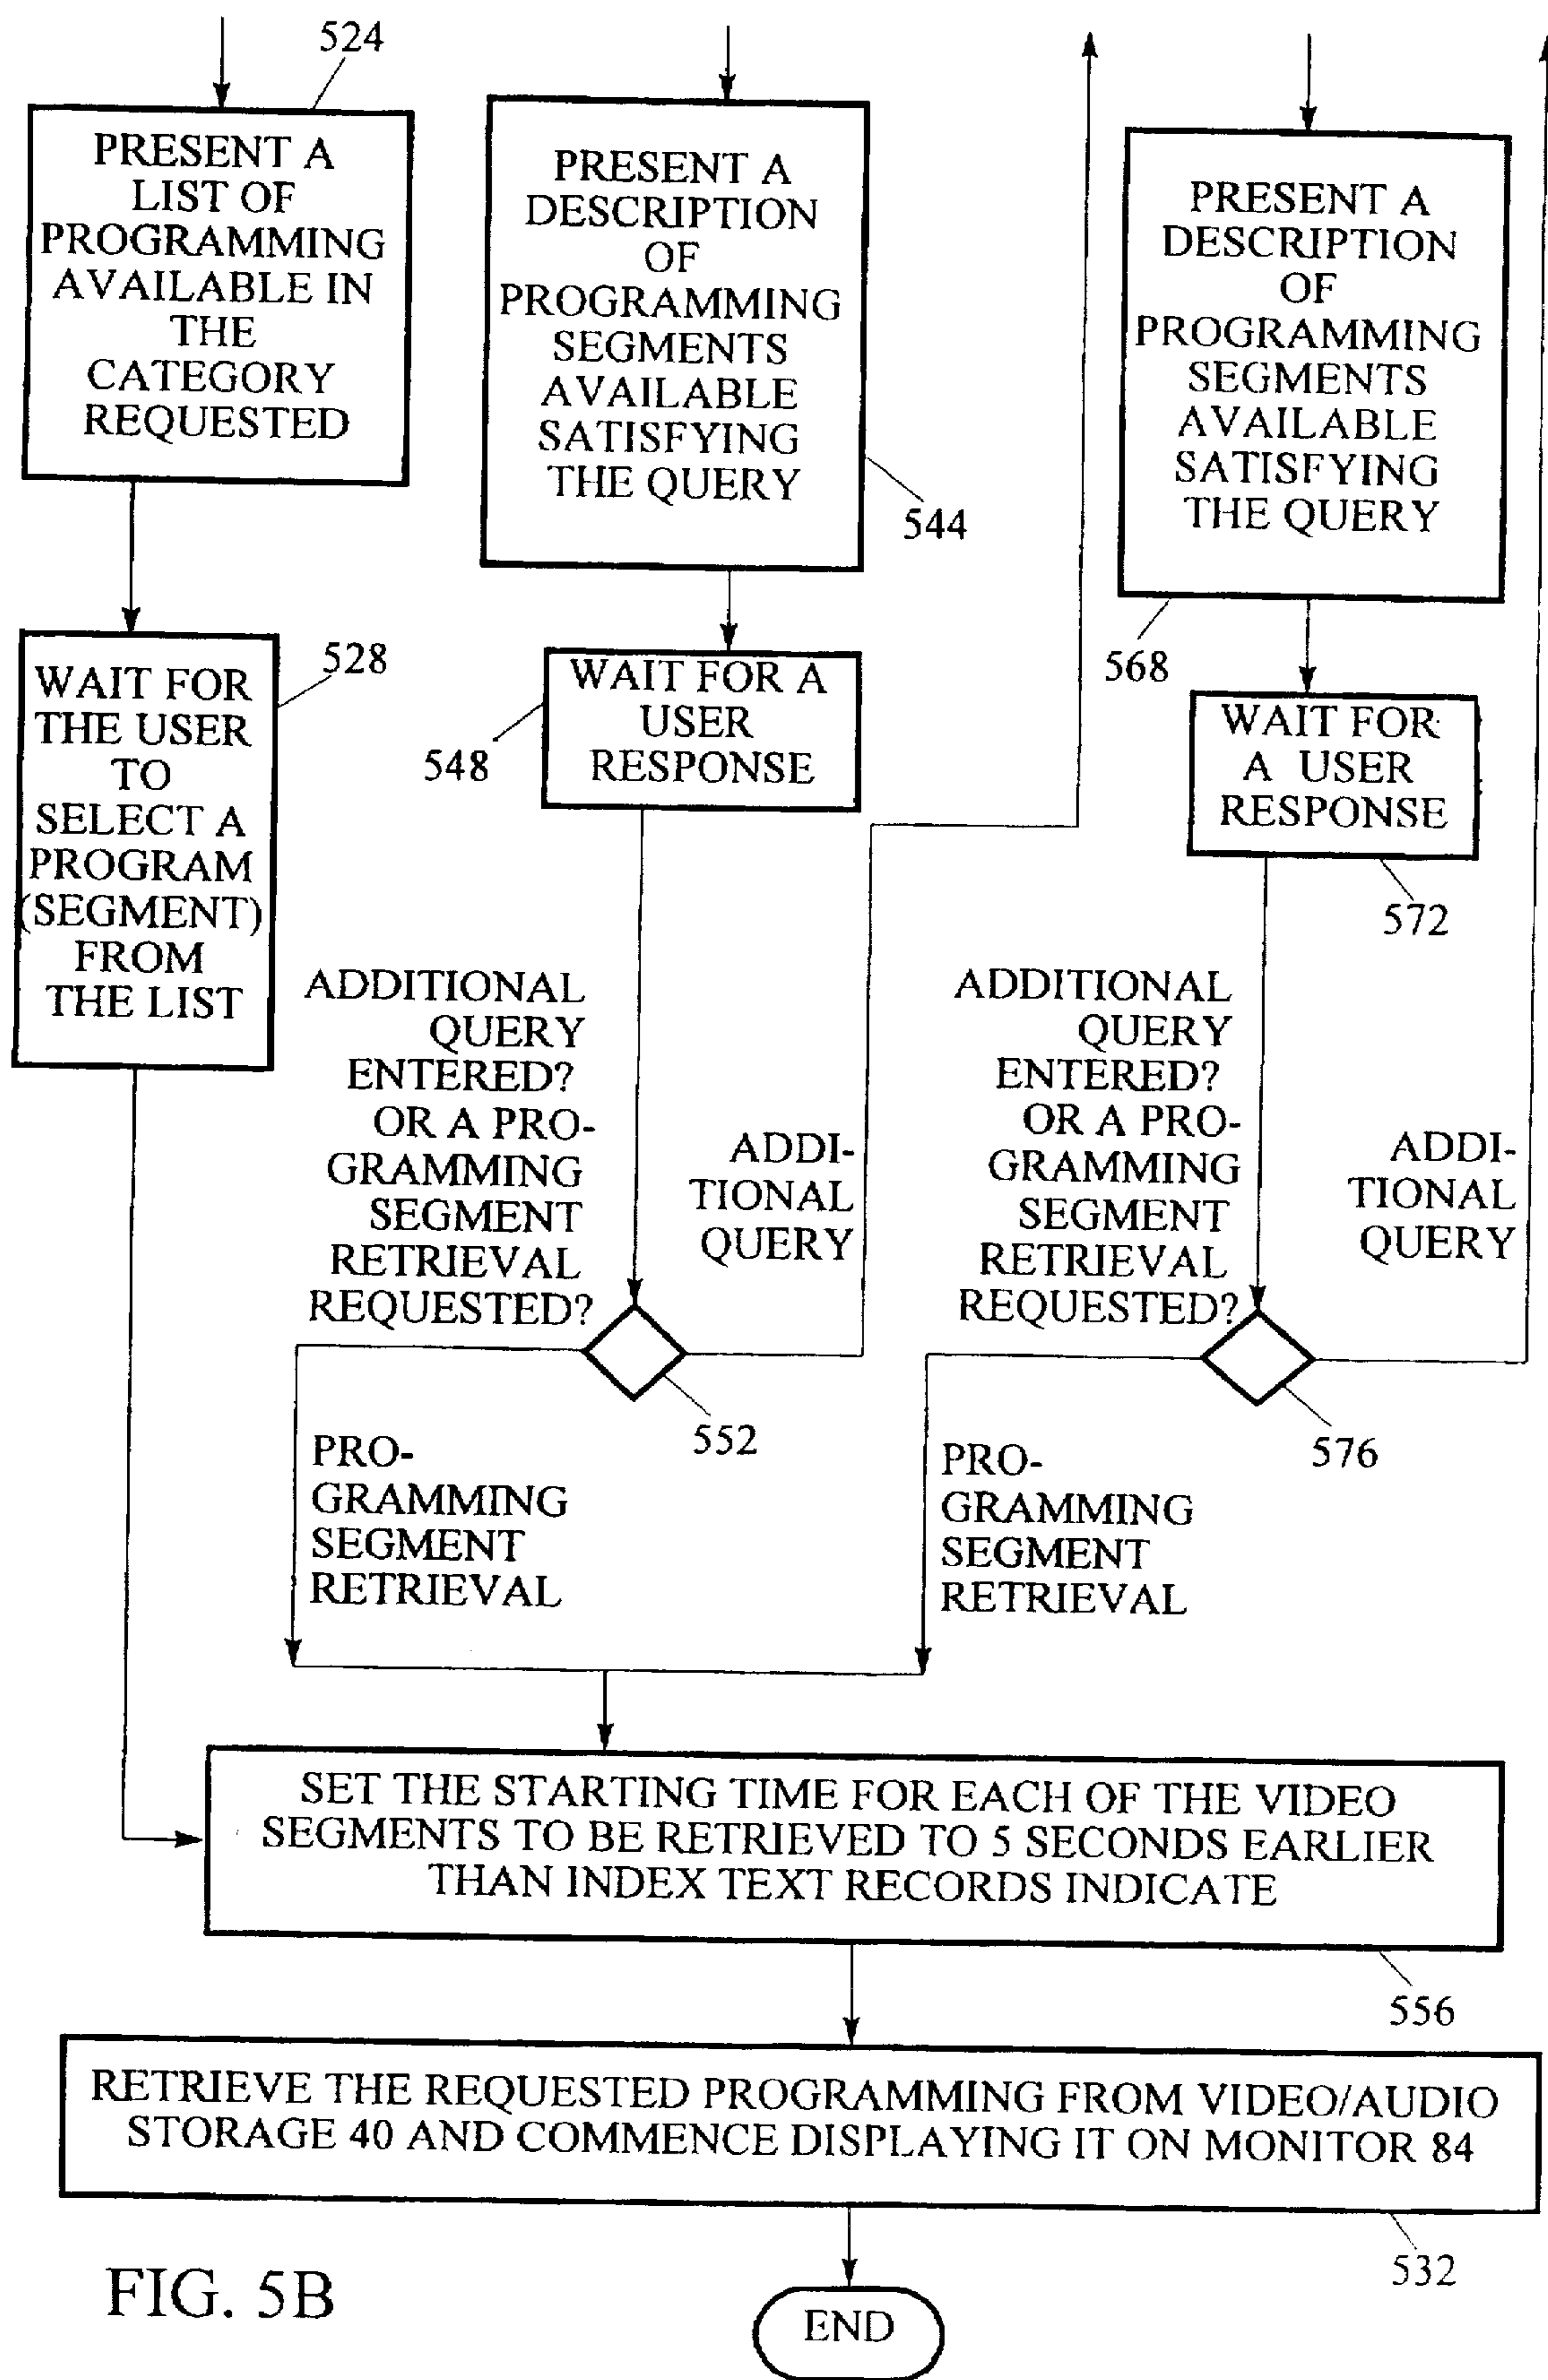 524
PRESENT A
LIST OF
PROGRAMMING
AVAILABLE IN
THE
CATEGORY
REQUESTED
PRESENT A
DESCRIPTION
OF
PROGRAMMING
SEGMENTS
AVAILABLE
SATISFYING
THE QUERY
544
PRESENT A
DESCRIPTION
OF
PROGRAMMING
SEGMENTS
AVAILABLE
SATISFYING
THE QUERY
568
WAIT FOR
THE USER
TO
SELECT A
PROGRAM
(SEGMENT)
FROM
THE LIST
528
WAIT FOR A
USER
RESPONSE
548
WAIT FOR
A USER
RESPONSE
572
ADDITIONAL
QUERY
ENTERED?
OR A PRO-
GRAMMING
SEGMENT
RETRIEVAL
REQUESTED?
ADDI-
TIONAL
QUERY
552
ADDITIONAL
QUERY
ENTERED?
OR A PRO-
GRAMMING
SEGMENT
RETRIEVAL
REQUESTED?
ADDI-
TIONAL
QUERY
576
PRO-
GRAMMING
SEGMENT
RETRIEVAL
PRO-
GRAMMING
SEGMENT
RETRIEVAL
SET THE STARTING TIME FOR EACH OF THE VIDEO
SEGMENTS TO BE RETRIEVED TO 5 SECONDS EARLIER
THAN INDEX TEXT RECORDS INDICATE
556
RETRIEVE THE REQUESTED PROGRAMMING FROM VIDEO/AUDIO
STORAGE 40 AND COMMENCE DISPLAYING IT ON MONITOR 84
532
FIG. 5B
END